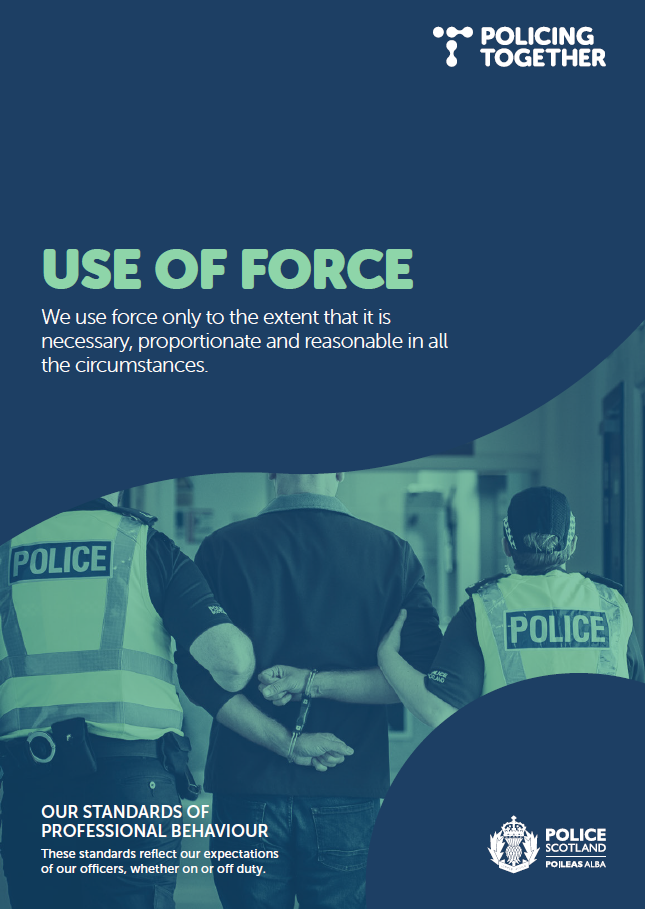 POLICING
TOGETHER
USE OF FORCE
We use force only to the extent that it is
necessary, proportionate and reasonable in all
the circumstances.
POLICE
POLICE
OUR STANDARDS OF
PROFESSIONAL BEHAVIOUR
These standards reflect our expectations
of our officers, whether on or off duty.
POLICE
SCOTLAND
POILEAS ALBA